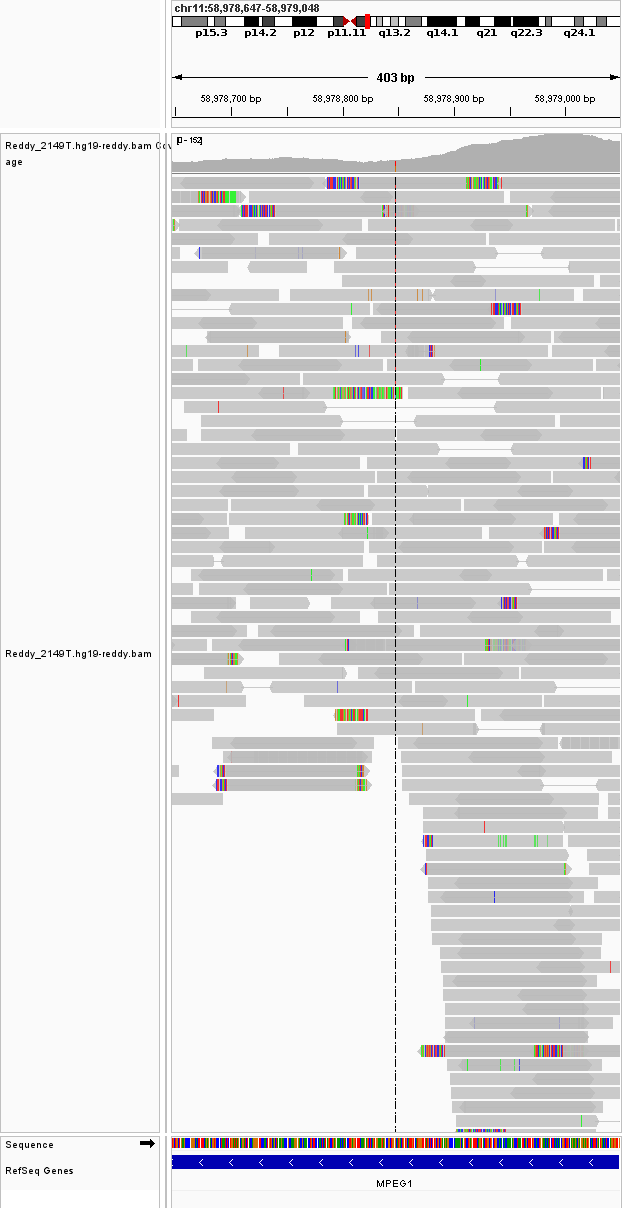 chr11:58,978,647-58,979,048
p15.3 p14.2 p12 p11.11 q13.2 q14.1 q21 q22.3 q24.1
403 bp
58,978,700 bp 58,978,800 bp 58,978,900 bp 58,979,000 bp
Reddy_2149T.hg19-reddy.bam
age
[0 - 152]
Reddy_2149T.hg19-reddy.bam
Sequence
RefSeq Genes
MPEG1